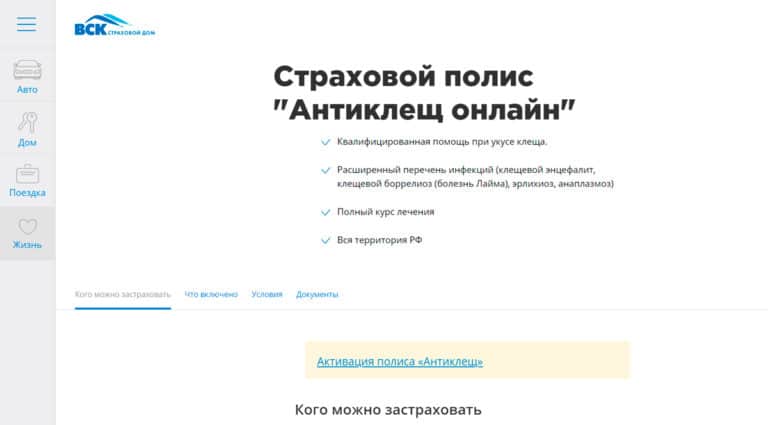 ВСК СТРАХОВОЙ ДОМ
Авто
Дом
Поездка
Жизнь
Страховой полис
"Антиклещ онлайн"
Квалифицированная помощь при укусе клеща.
Расширенный перечень инфекций (клещевой энцефалит,
клещевой боррелиоз (болезнь Лайма), эрлихиоз, анаплазмоз)
Полный курс лечения
Вся территория РФ
Кого можно застраховать Что включено Условия Документы
Активация полиса «Антиклещ»
Кого можно застраховать